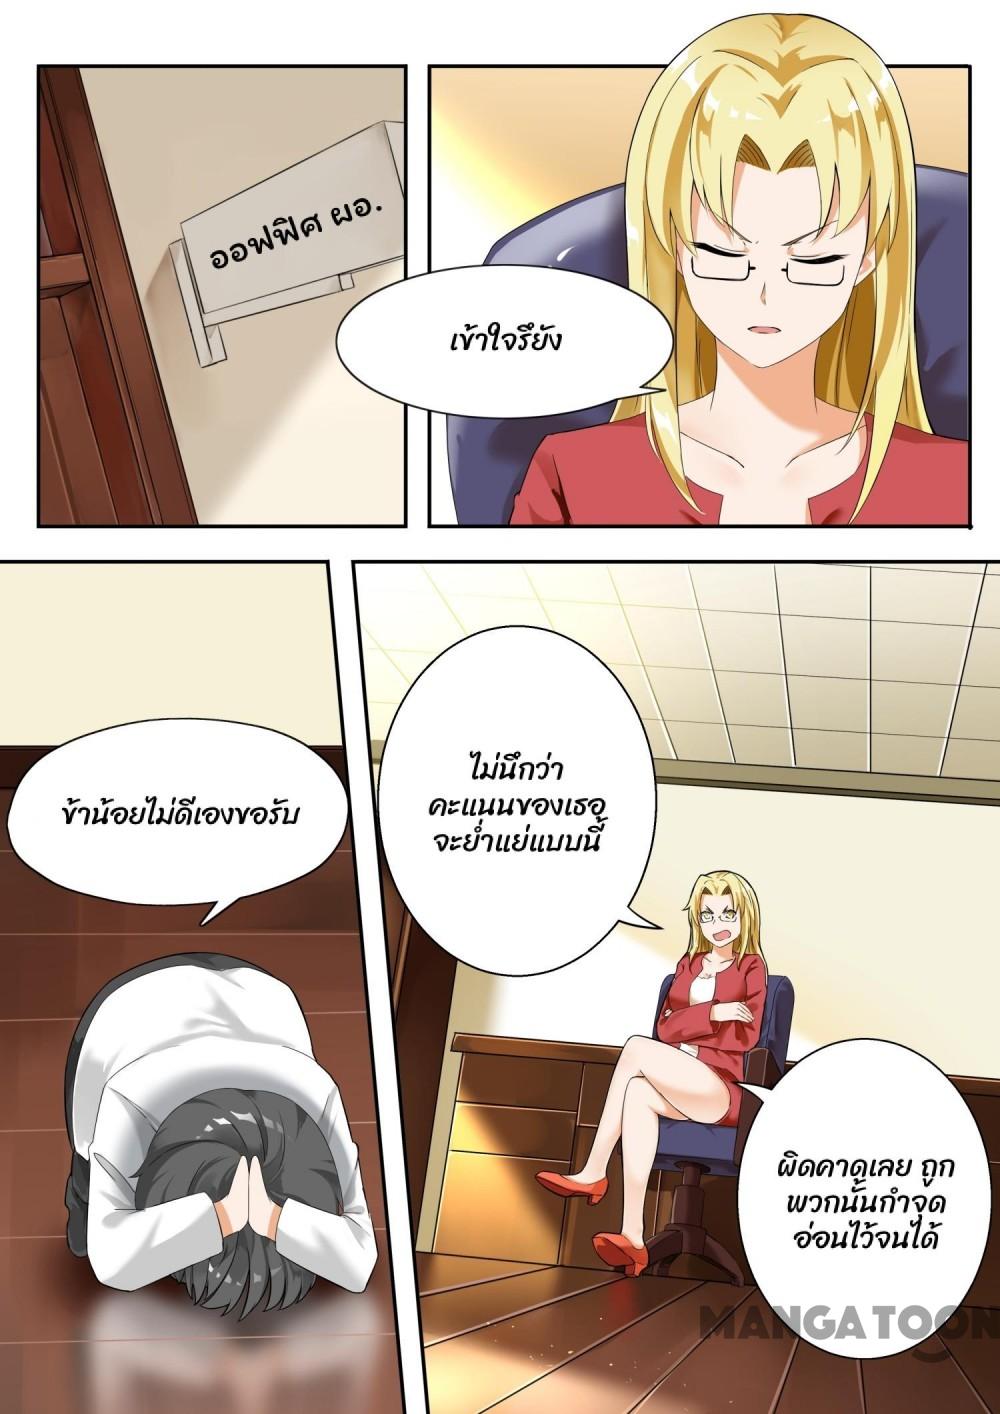 ออฟฟิศ ผอ.
เข้าใจรึยัง
ข้าน้อยไม่ดีเองขอรับ
ไม่นึกว่า
คะแนนของเธอ
จะย่ำแย่แบบนี้
ผิดคาดเลย ถูก
พวกนั้นกำจุด
อ่อนไว้จนได้
MANGATOON